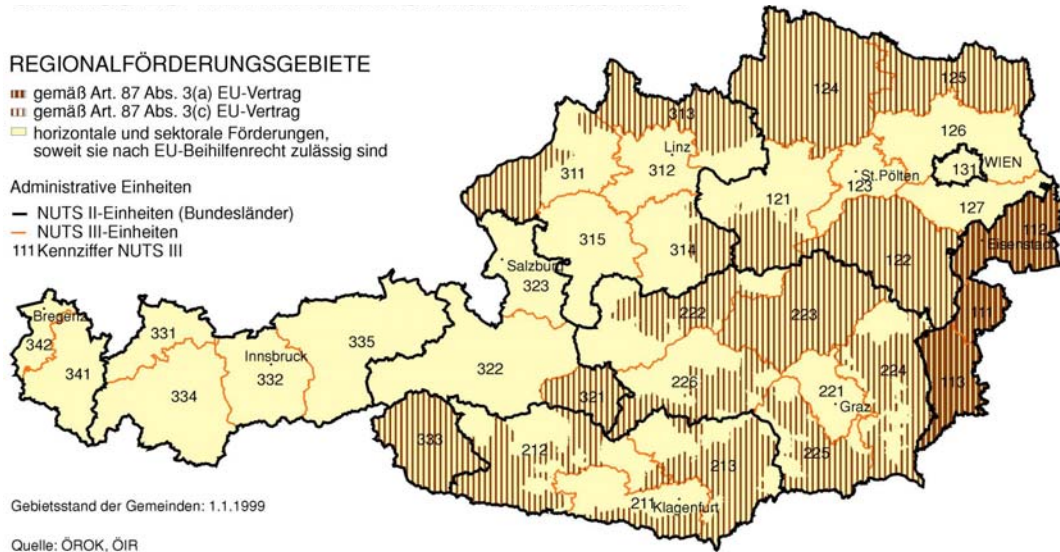 REGIONALFÖRDERUNGSGEBIETE
gemäß Art. 87 Abs. 3(a) EU-Vertrag
gemäß Art. 87 Abs. 3(c) EU-Vertrag
horizontale und sektorale Förderungen,
soweit sie nach EU-Beihilfenrecht zulässig sind
Administrative Einheiten
NUTS II-Einheiten (Bundesländer)
NUTS III-Einheiten
111 Kennziffer NUTS III
124
125
313
126
Linz
311
312
WIEN
131
St.Pölten
123
121
127
112
Eisenstadt
315
314
122
Salzburg
323
Bregenz
222
223
111
331
335
342
Innsbruck
341
332
322
334
226
221
224
113
321
Graz
333
212
213
225
211
Klagenfurt
Gebietsstand der Gemeinden: 1.1.1999
Quelle: ÖROK, ÖIR